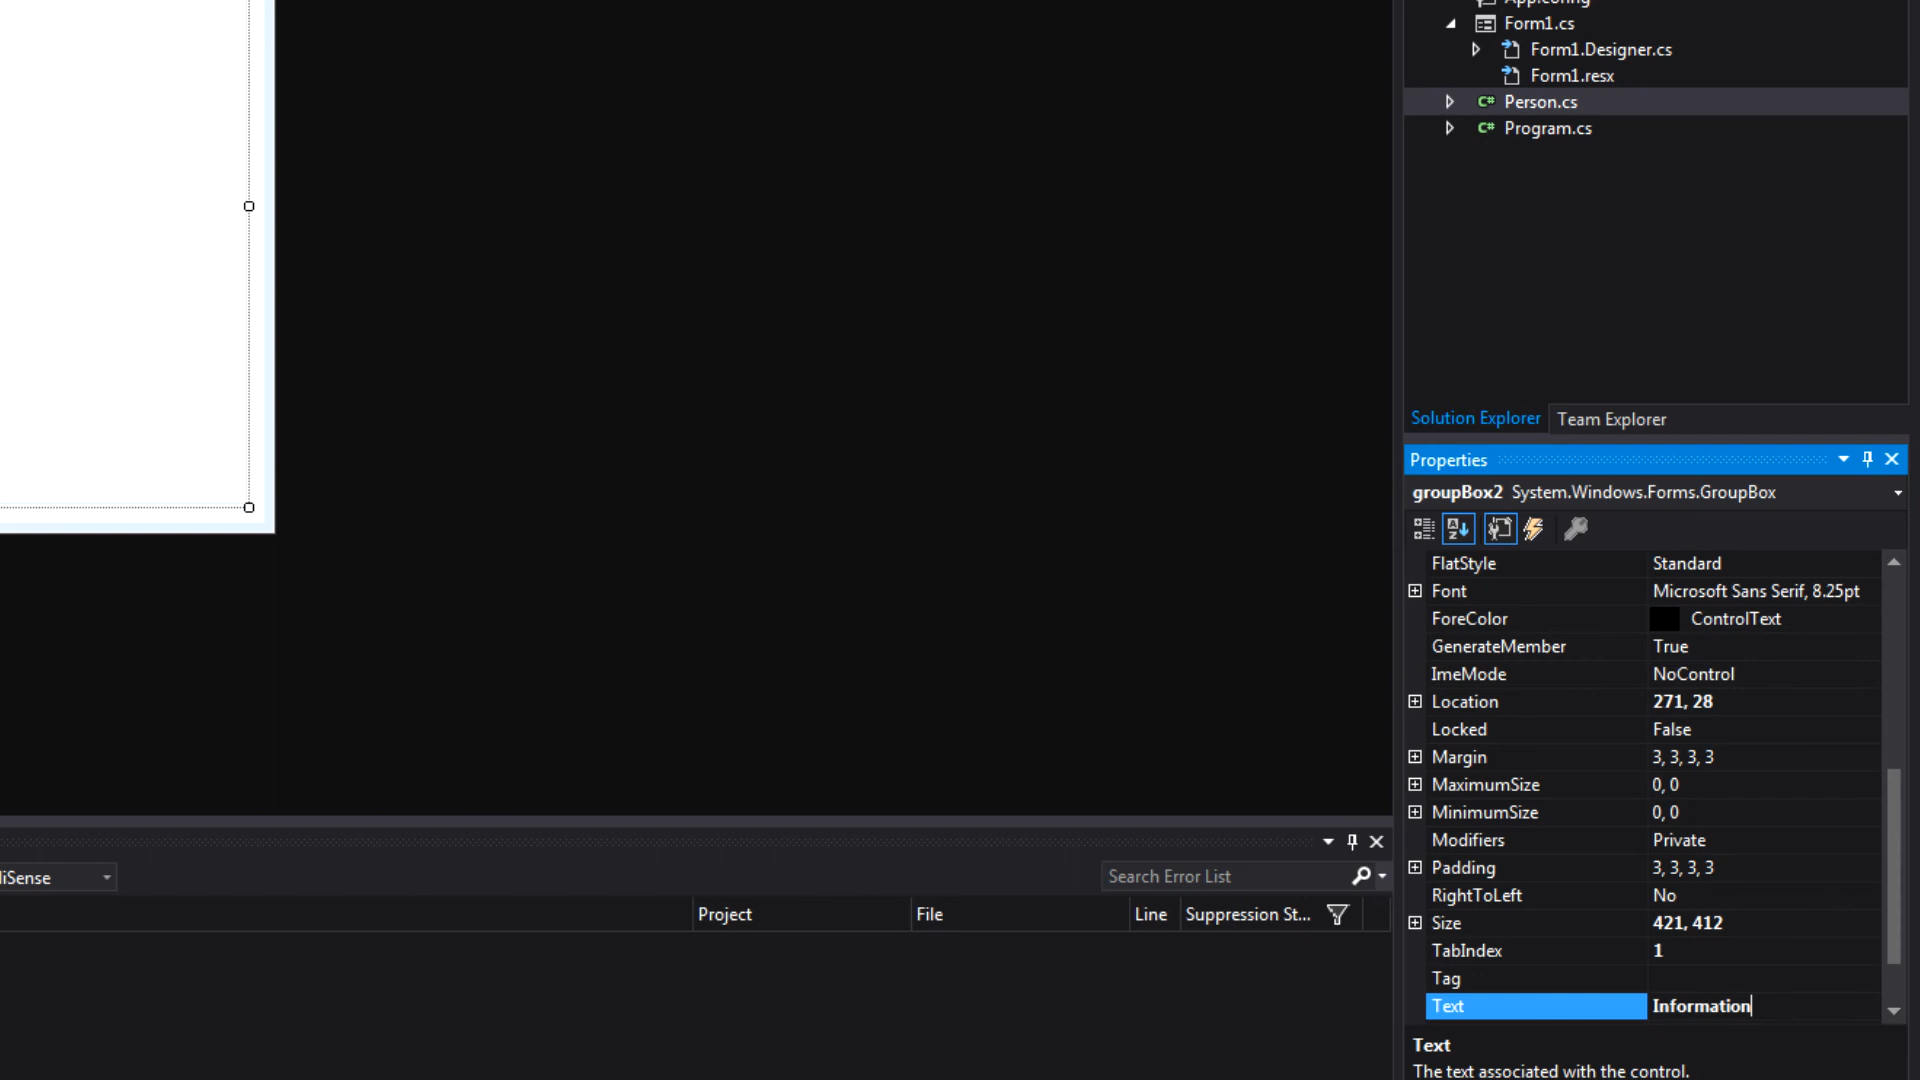 App.config
Form1.cs
Form1.Designer.cs
Form1.resx
C# Person.cs
C# Program.cs
Solution Explorer Team Explorer
Properties
groupBox2 System.Windows.Forms.GroupBox
FlatStyle Standard
Font Microsoft Sans Serif, 8.25pt
ForeColor ControlText
GenerateMember True
ImeMode NoControl
Location 271, 28
Locked False
Margin 3, 3, 3, 3
MaximumSize 0, 0
MinimumSize 0, 0
Modifiers Private
Padding 3, 3, 3, 3
RightToLeft No
Size 421, 412
TabIndex 1
Tag
Text Information
Text
The text associated with the control.
liSense
Search Error List
Project File Line Suppression St...